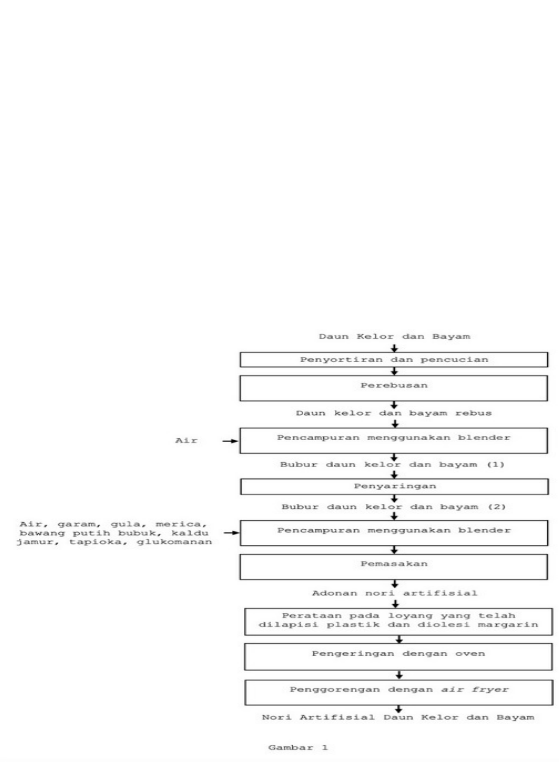 Daun Kelor dan Bayam
Penyortiran dan pencucian
Perebusan
Daun kelor dan bayam rebus
Air
Pencampuran menggunakan blender
Bubur daun kelor dan bayam (1)
Penyaringan
Bubur daun kelor dan bayam (2)
Air, garam, gula, merica,
bawang putih bubuk, kaldu
jamur, tapioka, glukomanan
Pencampuran menggunakan blender
Pemasakan
Adonan nori artifisial
Perataan pada loyang yang telah
dilapisi plastik dan diolesi margarin
Pengeringan dengan oven
Penggorengan dengan air fryer
Nori Artifisial Daun Kelor dan Bayam
Gambar 1